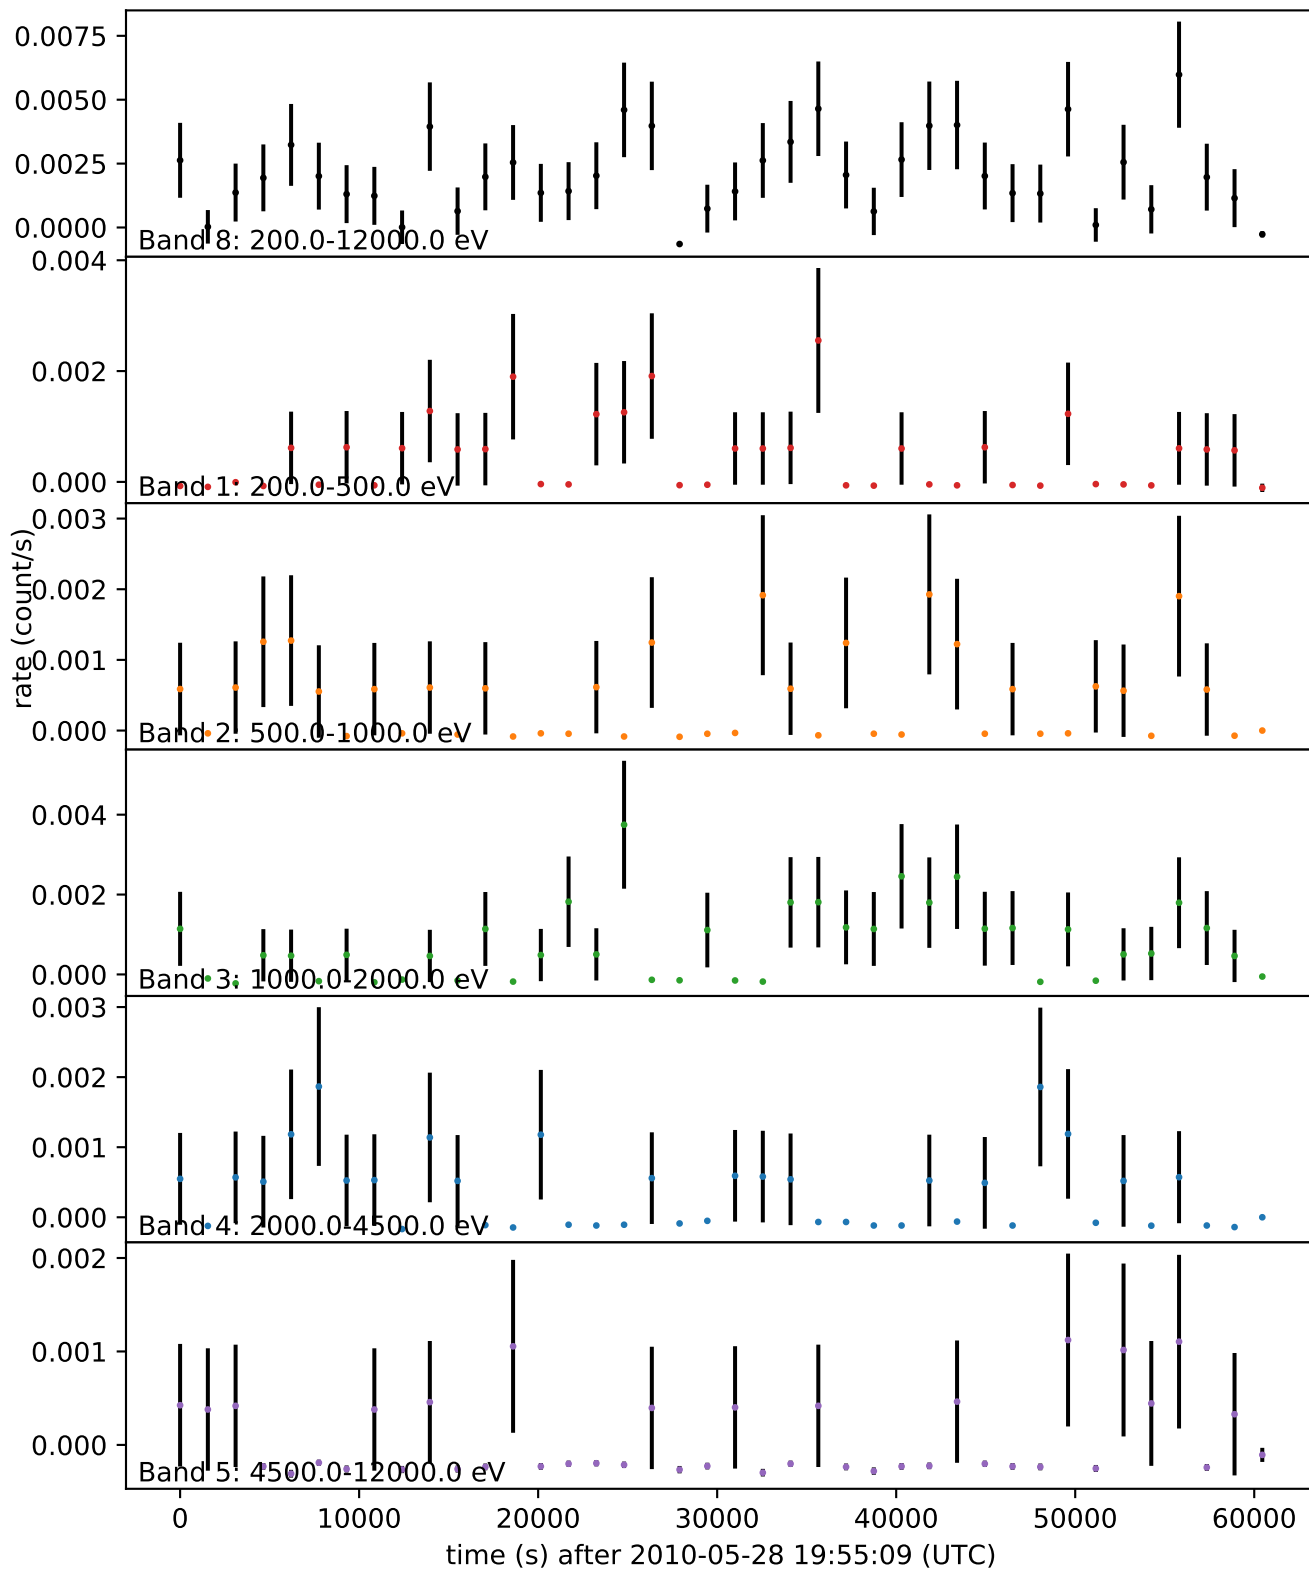 0.0075
0.0050
0.0025
0.0000
Band 8: 200.0-12000.0 eV
0.004
0.002
0.000
Band 1: 200.0-500.0 eV
rate (count/s)
0.003
0.002
0.001
0.000
Band 2: 500.0-1000.0 eV
0.004
0.002
0.000
Band 3: 1000.0-2000.0 eV
0.003
0.002
0.001
0.000
Band 4: 2000.0-4500.0 eV
0.002
0.001
0.000
Band 5: 4500.0-12000.0 eV
0 10000 20000 30000 40000 50000 60000
time (s) after 2010-05-28 19:55:09 (UTC)